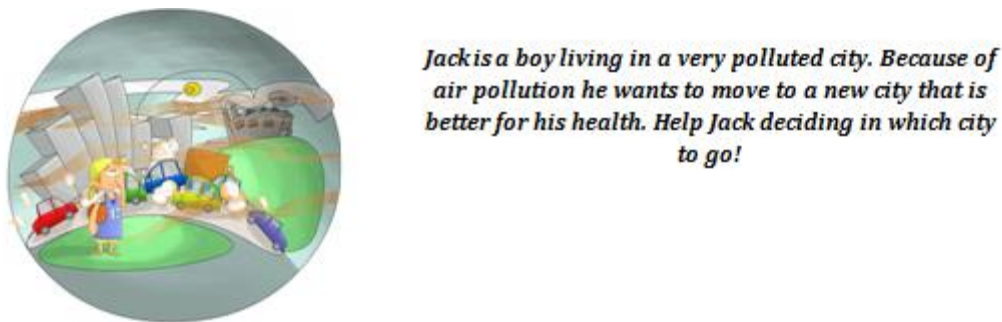 Jack is a boy living in a very polluted city. Because of
air pollution he wants to move to a new city that is
better for his health. Help Jack deciding in which city
to go!